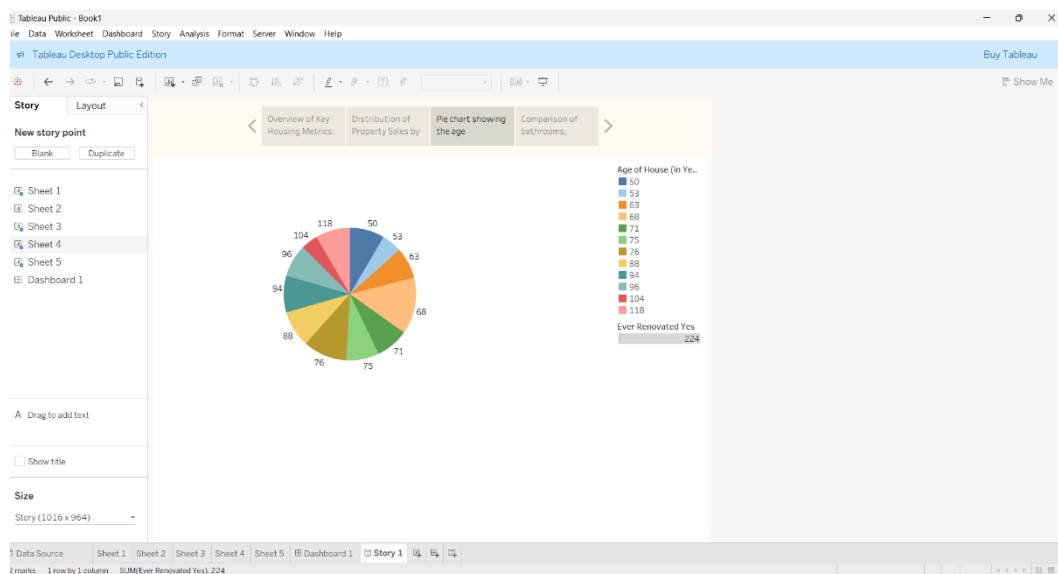 Tableau Public - Book1
ile Data Worksheet Dashboard Story Analysis Format Server Window Help
Tableau Desktop Public Edition
Buy Tableau
Show Me
Story Layout
New story point
Blank Duplicate
Sheet 1
Sheet 2
Sheet 3
Sheet 4
Sheet 5
Dashboard 1
A Drag to add text
Show title
Size
Story (1016 x 964)
Overview of Key
Housing Metrics:
Distribution of
Property Sales by
Pie chart showing
the age
Comparison of
bathrooms,
50
53
63
68
71
75
76
88
94
96
104
118
Age of House (in Ye..
50
53
63
68
71
75
76
88
94
96
104
118
Ever Renovated Yes
224
Data Source Sheet 1 Sheet 2 Sheet 3 Sheet 4 Sheet 5 Dashboard 1 Story 1
2 marks 1 row by 1 column SUM(Ever Renovated Yes): 224